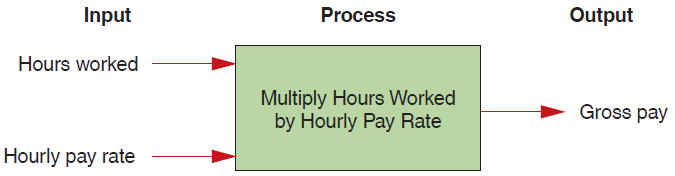 Input Process Output
Hours worked
Multiply Hours Worked
by Hourly Pay Rate
Gross pay
Hourly pay rate